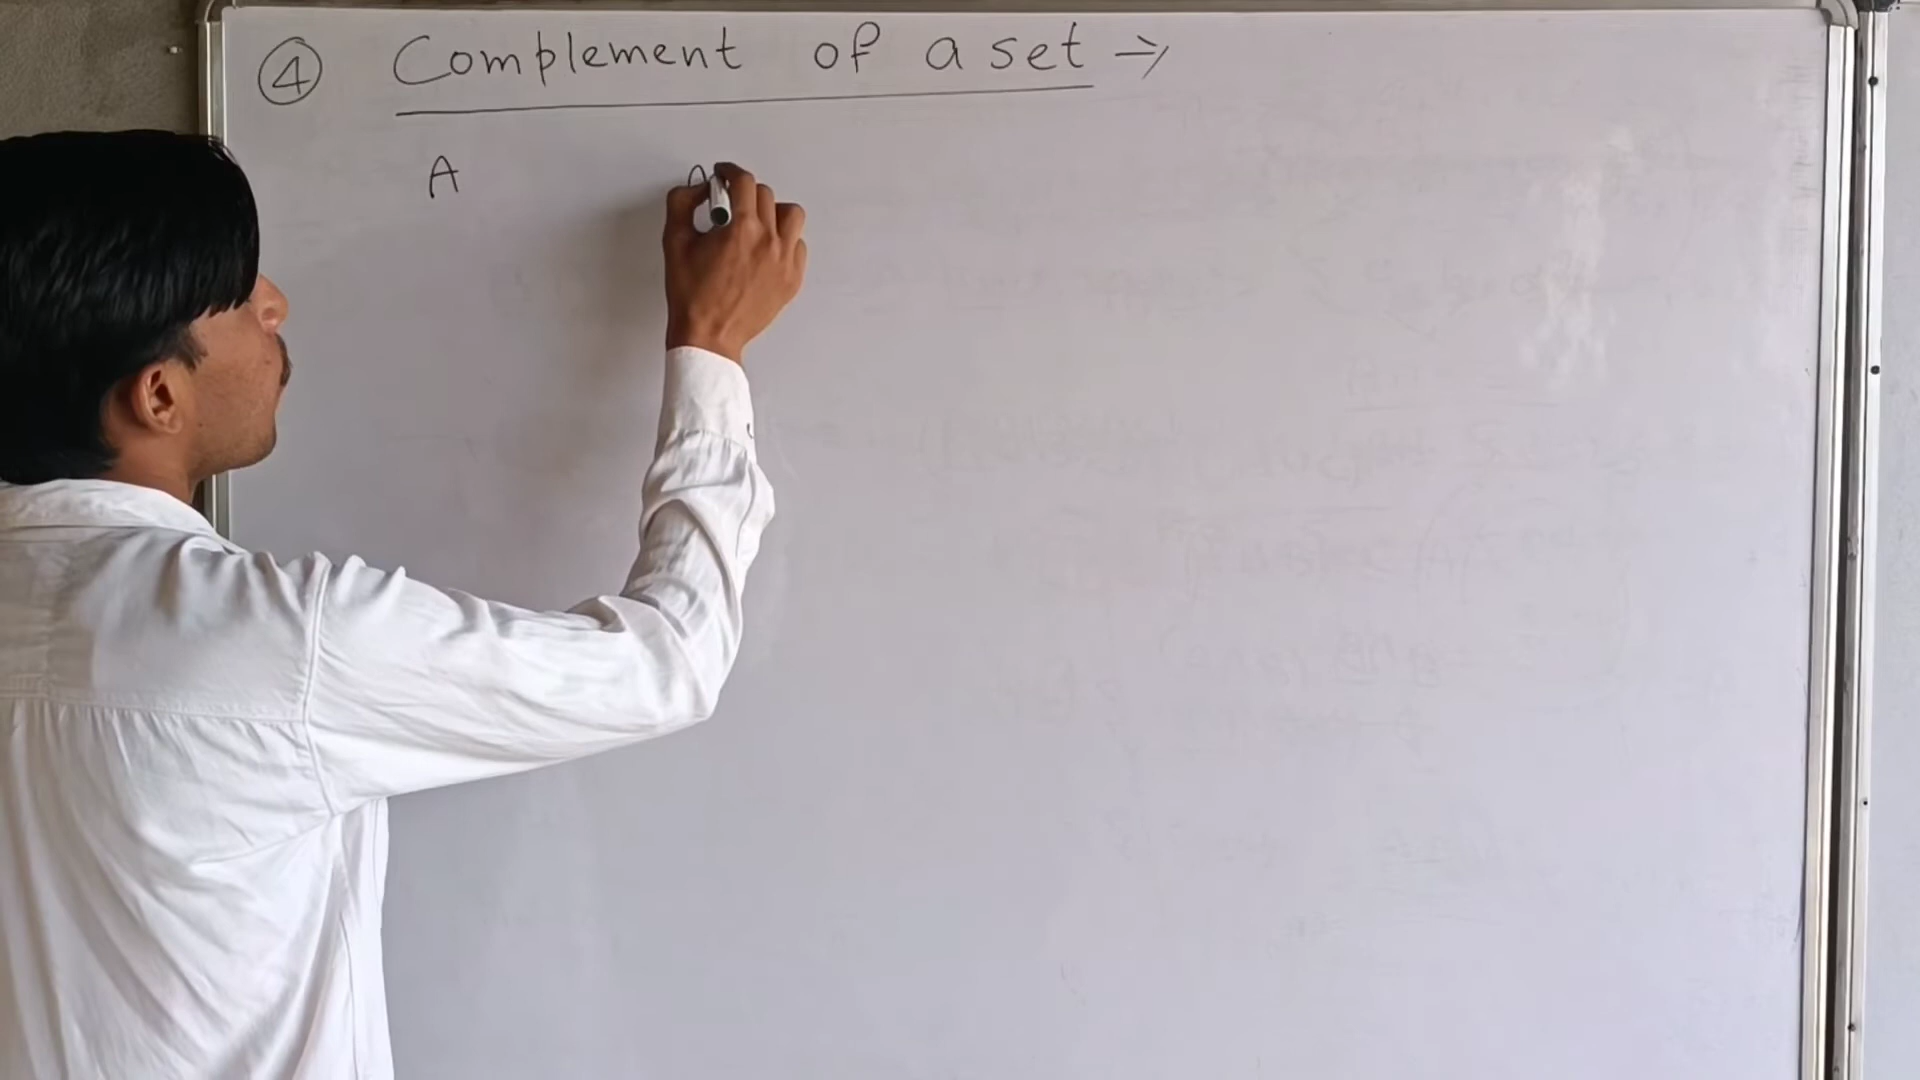 ④ Complement of a set →
A A